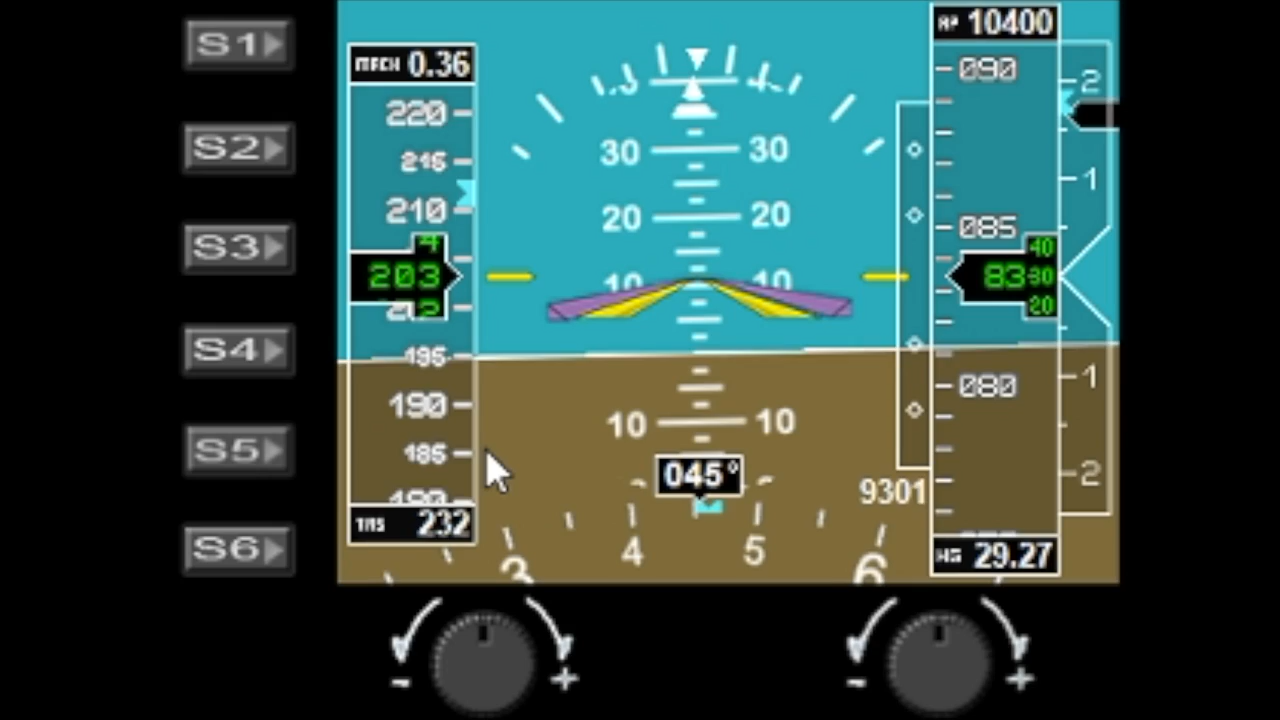 S1
S2
S3
S4
S5
S6
MACH 0.36
220
215
210
4
203
195
190
185
TAS 232
30 30
20 20
10 10
10 10
045°
3 4 5 6
AP 10400
090
085
40
83 30
20
080
9301
HG 29.27
2
1
1
2
- +
- +